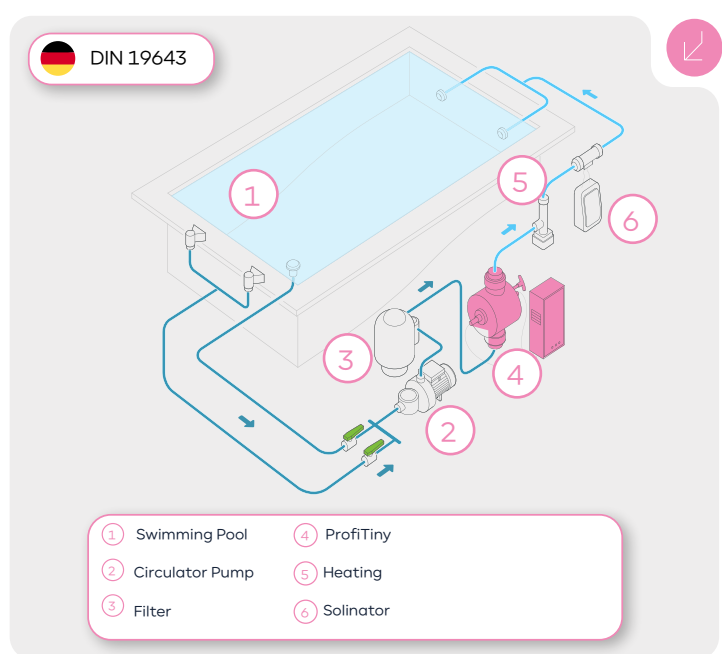 DIN 19643
1
5
6
3
4
2
1 Swimming Pool
2 Circulator Pump
3 Filter
4 ProfiTiny
5 Heating
6 Solinator